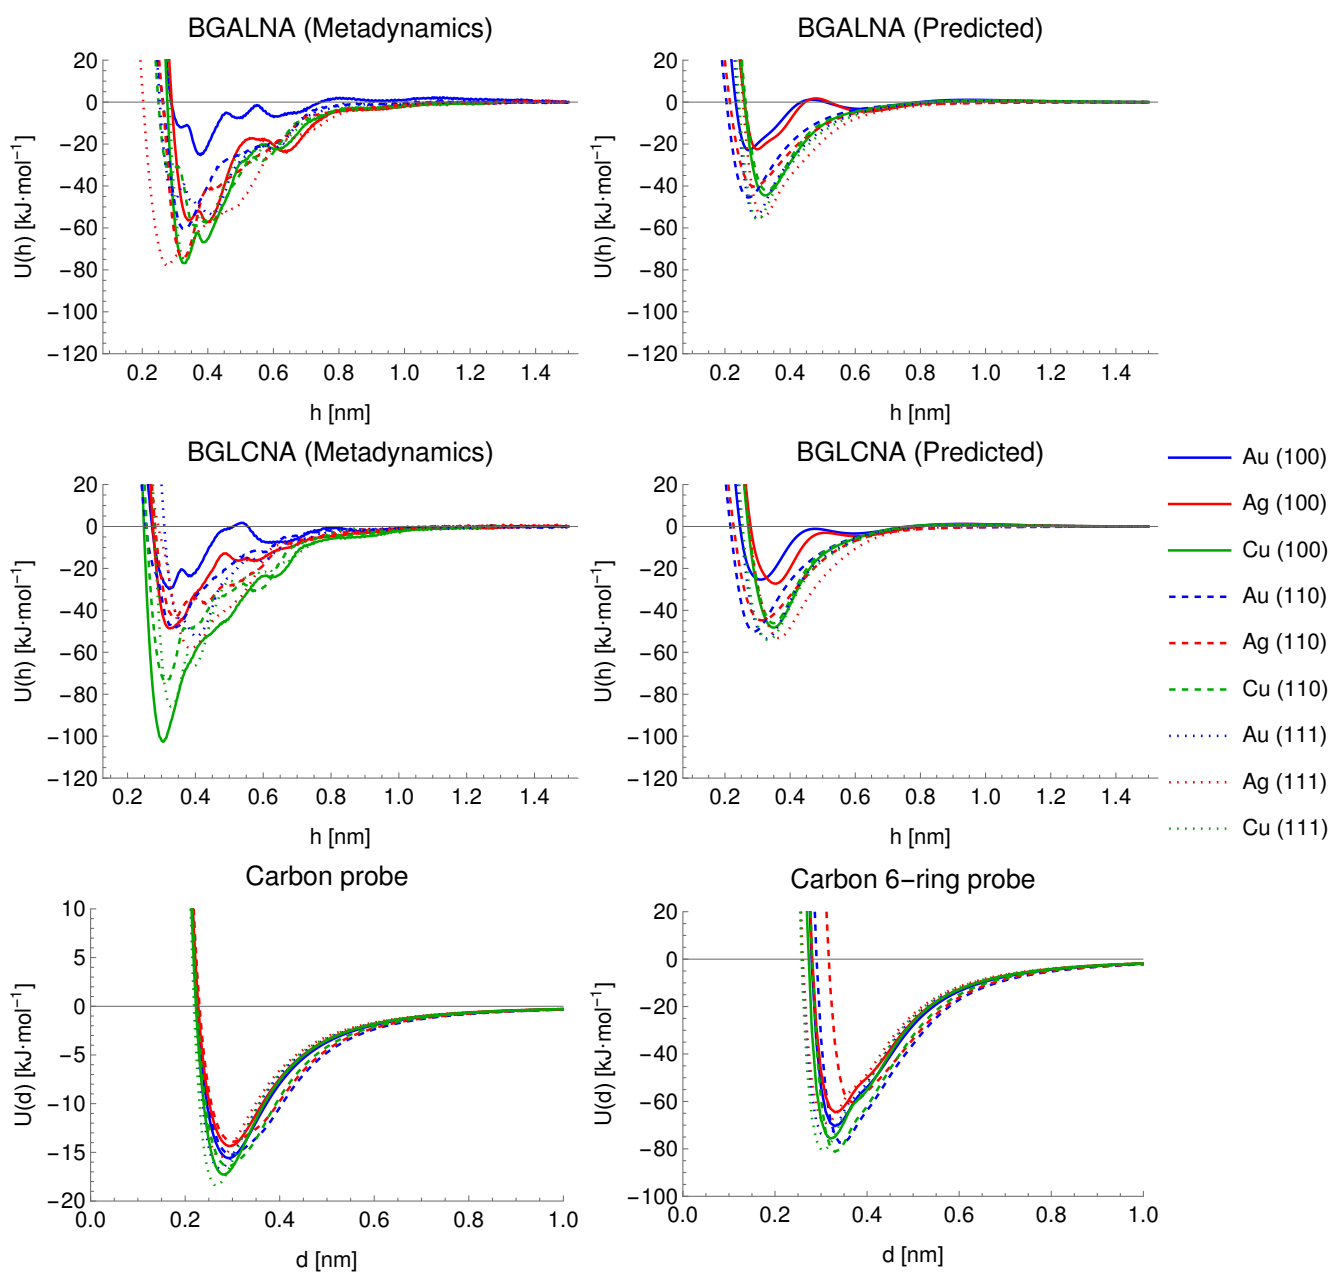 BGALNA (Metadynamics)
20
0
−20
−40
−60
−80
−100
−120
U(h) [kJ·mol⁻¹]
0.2 0.4 0.6 0.8 1.0 1.2 1.4
h [nm]
BGALNA (Predicted)
20
0
−20
−40
−60
−80
−100
−120
U(h) [kJ·mol⁻¹]
0.2 0.4 0.6 0.8 1.0 1.2 1.4
h [nm]
BGLCNA (Metadynamics)
20
0
−20
−40
−60
−80
−100
−120
U(h) [kJ·mol⁻¹]
0.2 0.4 0.6 0.8 1.0 1.2 1.4
h [nm]
BGLCNA (Predicted)
20
0
−20
−40
−60
−80
−100
−120
U(h) [kJ·mol⁻¹]
0.2 0.4 0.6 0.8 1.0 1.2 1.4
h [nm]
Au (100)
Ag (100)
Cu (100)
Au (110)
Ag (110)
Cu (110)
Au (111)
Ag (111)
Cu (111)
Carbon probe
10
5
0
−5
−10
−15
−20
U(d) [kJ·mol⁻¹]
0.0 0.2 0.4 0.6 0.8 1.0
d [nm]
Carbon 6−ring probe
20
0
−20
−40
−60
−80
−100
U(d) [kJ·mol⁻¹]
0.0 0.2 0.4 0.6 0.8 1.0
d [nm]